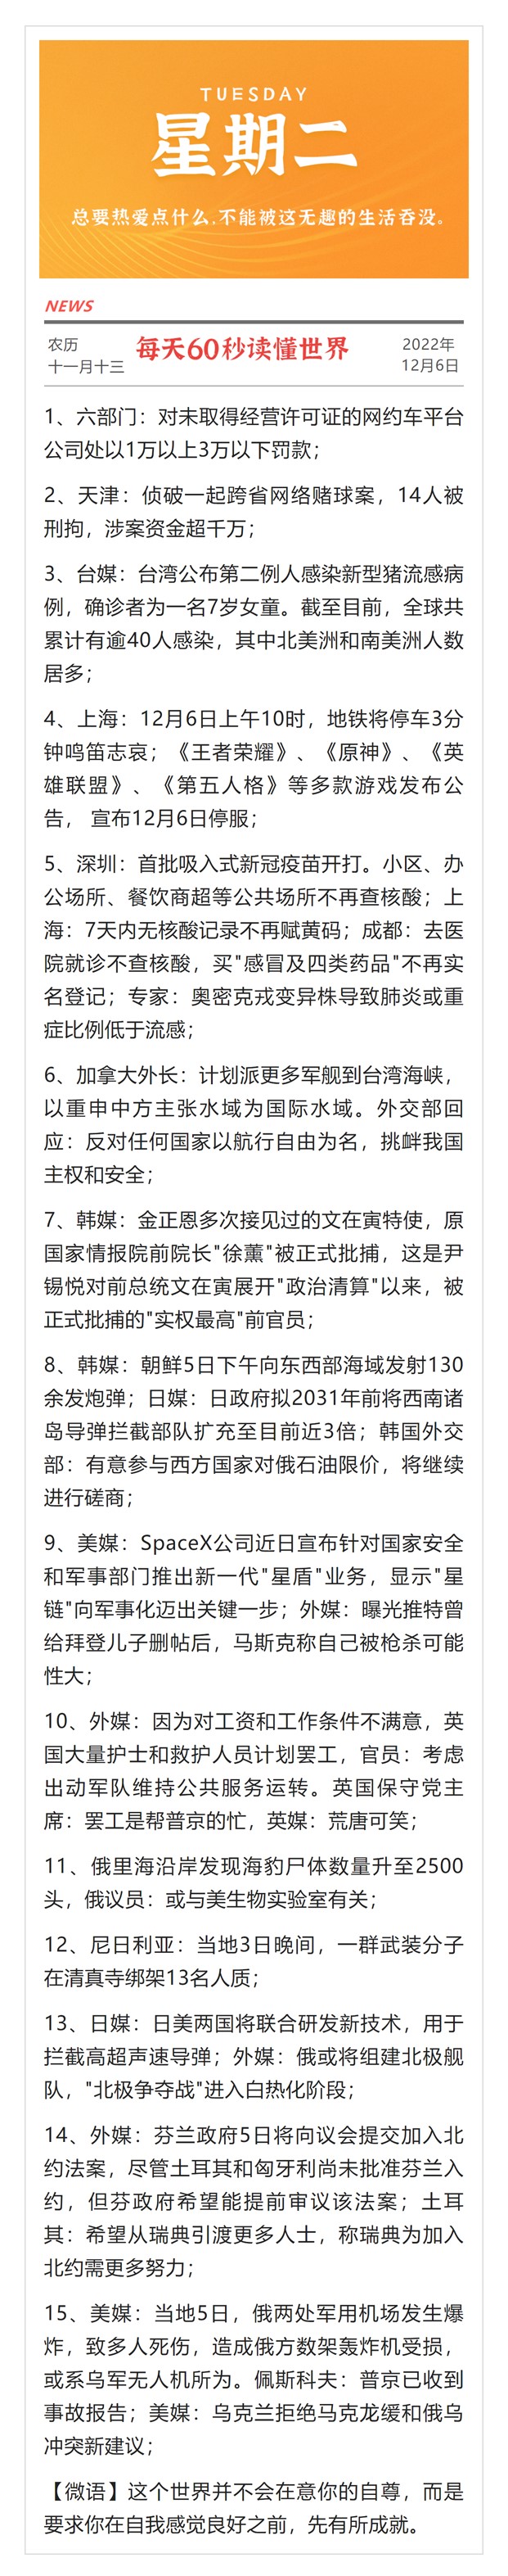 TUESDAY
星期二
总要热爱点什么,不能被这无趣的生活吞没。
NEWS
农历
十一月十三
每天60秒读懂世界
2022年
12月6日
1、六部门：对未取得经营许可证的网约车平台
公司处以1万以上3万以下罚款；
2、天津：侦破一起跨省网络赌球案，14人被
刑拘，涉案资金超千万；
3、台媒：台湾公布第二例人感染新型猪流感病
例，确诊者为一名7岁女童。截至目前，全球共
累计有逾40人感染，其中北美洲和南美洲人数
居多；
4、上海：12月6日上午10时，地铁将停车3分
钟鸣笛志哀；《王者荣耀》、《原神》、《英
雄联盟》、《第五人格》等多款游戏发布公
告， 宣布12月6日停服；
5、深圳：首批吸入式新冠疫苗开打。小区、办
公场所、餐饮商超等公共场所不再查核酸；上
海：7天内无核酸记录不再赋黄码；成都：去医
院就诊不查核酸，买"感冒及四类药品"不再实
名登记；专家：奥密克戎变异株导致肺炎或重
症比例低于流感；
6、加拿大外长：计划派更多军舰到台湾海峡，
以重申中方主张水域为国际水域。外交部回
应：反对任何国家以航行自由为名，挑衅我国
主权和安全；
7、韩媒：金正恩多次接见过的文在寅特使，原
国家情报院前院长"徐薰"被正式批捕，这是尹
锡悦对前总统文在寅展开"政治清算"以来，被
正式批捕的"实权最高"前官员；
8、韩媒：朝鲜5日下午向东西部海域发射130
余发炮弹；日媒：日政府拟2031年前将西南诸
岛导弹拦截部队扩充至目前近3倍；韩国外交
部：有意参与西方国家对俄石油限价，将继续
进行磋商；
9、美媒：SpaceX公司近日宣布针对国家安全
和军事部门推出新一代"星盾"业务，显示"星
链"向军事化迈出关键一步；外媒：曝光推特曾
给拜登儿子删帖后，马斯克称自己被枪杀可能
性大；
10、外媒：因为对工资和工作条件不满意，英
国大量护士和救护人员计划罢工，官员：考虑
出动军队维持公共服务运转。英国保守党主
席：罢工是帮普京的忙，英媒：荒唐可笑；
11、俄里海沿岸发现海豹尸体数量升至2500
头，俄议员：或与美生物实验室有关；
12、尼日利亚：当地3日晚间，一群武装分子
在清真寺绑架13名人质；
13、日媒：日美两国将联合研发新技术，用于
拦截高超声速导弹；外媒：俄或将组建北极舰
队，"北极争夺战"进入白热化阶段；
14、外媒：芬兰政府5日将向议会提交加入北
约法案，尽管土耳其和匈牙利尚未批准芬兰入
约，但芬政府希望能提前审议该法案；土耳
其：希望从瑞典引渡更多人士，称瑞典为加入
北约需更多努力；
15、美媒：当地5日，俄两处军用机场发生爆
炸，致多人死伤，造成俄方数架轰炸机受损，
或系乌军无人机所为。佩斯科夫：普京已收到
事故报告；美媒：乌克兰拒绝马克龙缓和俄乌
冲突新建议；
【微语】这个世界并不会在意你的自尊，而是
要求你在自我感觉良好之前，先有所成就。